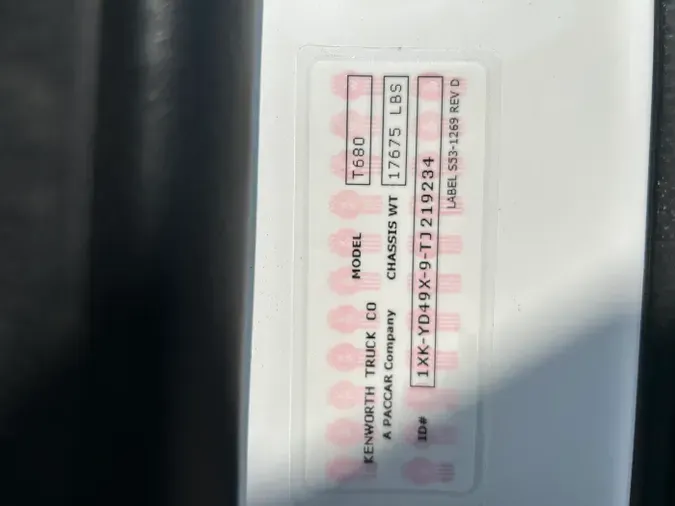 KENWORTH TRUCK CO MODEL T680
A PACCAR Company CHASSIS WT 17675 LBS
ID# 1XK-YD49X-9-TJ219234
LABEL S53-1269 REV D